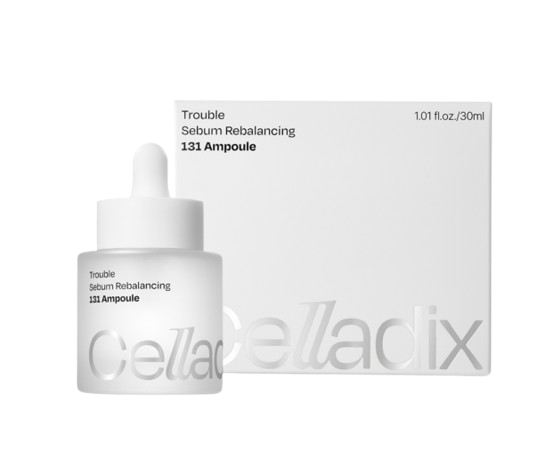 Trouble
Sebum Rebalancing
131 Ampoule
1.01 fl.oz./30ml
Celladix
Trouble
Sebum Rebalancing
131 Ampoule
Cellad